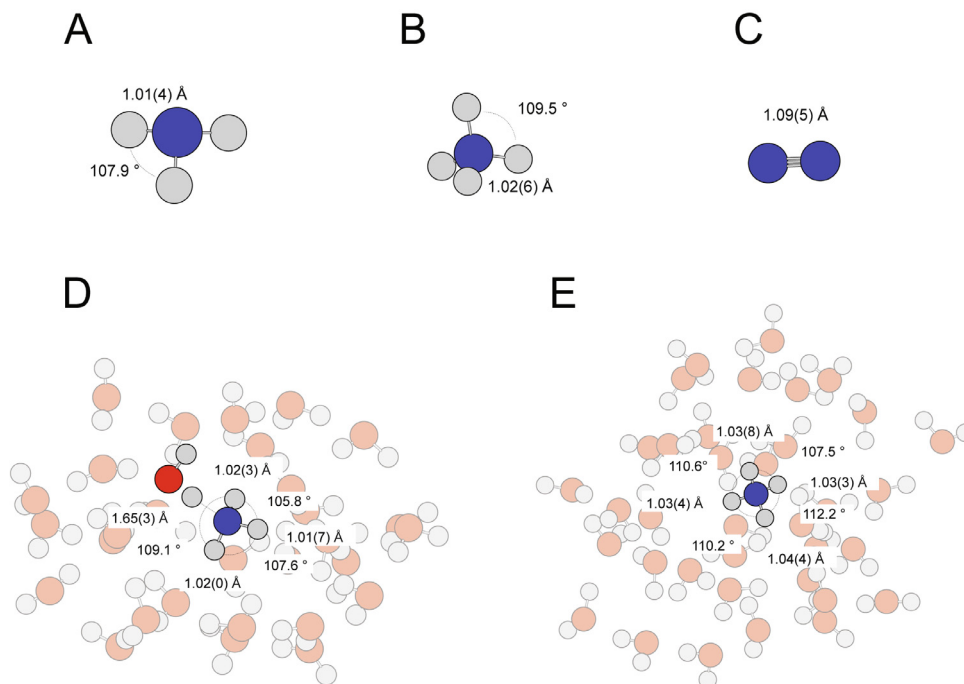 A
B
C
1.01(4) Å
107.9 °
109.5 °
1.02(6) Å
1.09(5) Å
D
E
1.02(3) Å
105.8 °
1.65(3) Å
1.01(7) Å
109.1 °
107.6 °
1.02(0) Å
1.03(8) Å
107.5 °
110.6°
1.03(3) Å
1.03(4) Å
112.2 °
110.2 °
1.04(4) Å